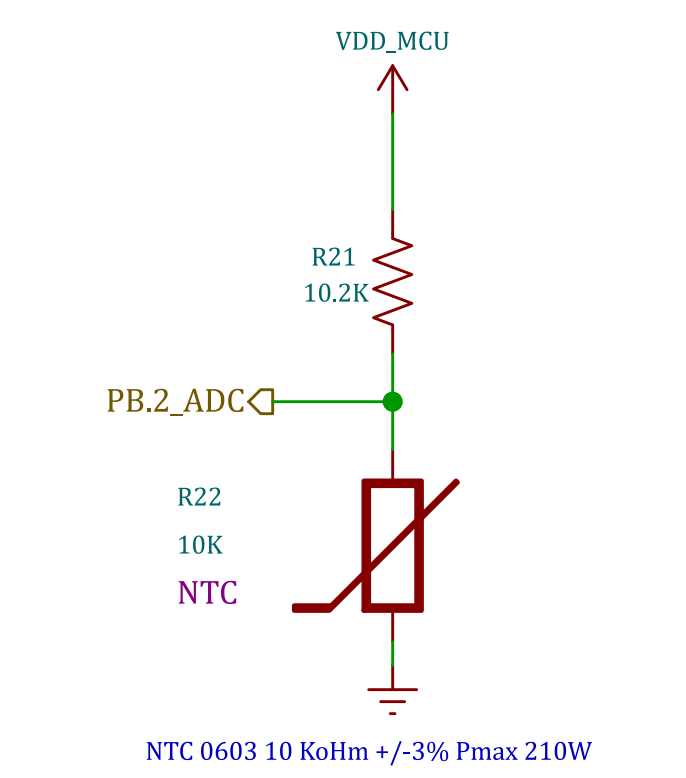 VDD_MCU
R21
10.2K
PB.2_ADC
R22
10K
NTC
NTC 0603 10 KoHm +/-3% Pmax 210W